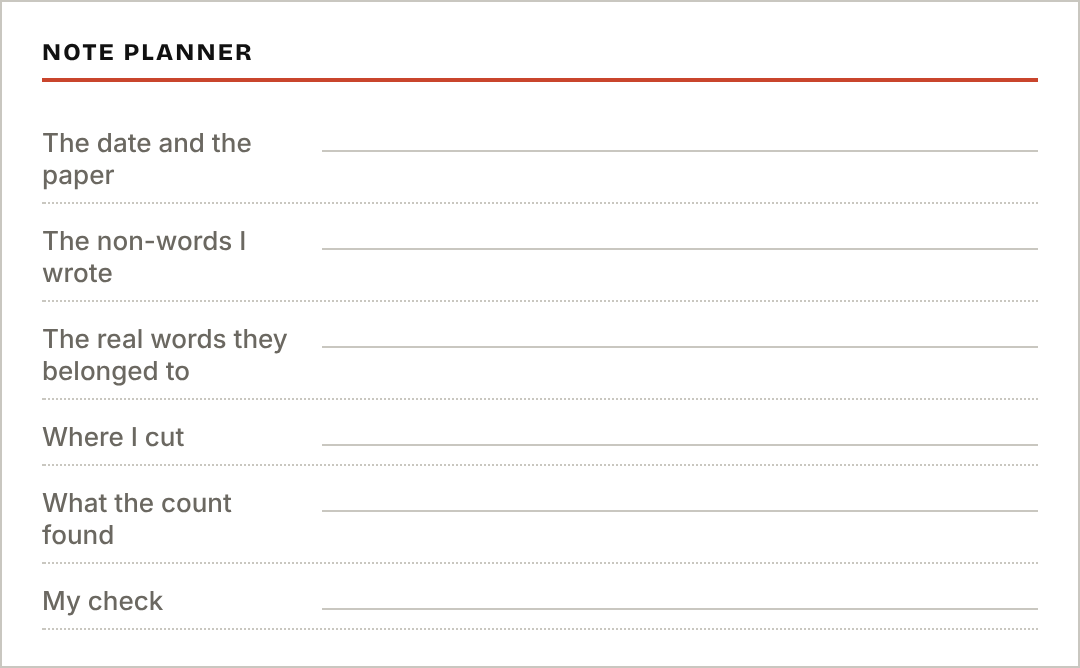 NOTE PLANNER
The date and the
paper
The non-words I
wrote
The real words they
belonged to
Where I cut
What the count
found
My check